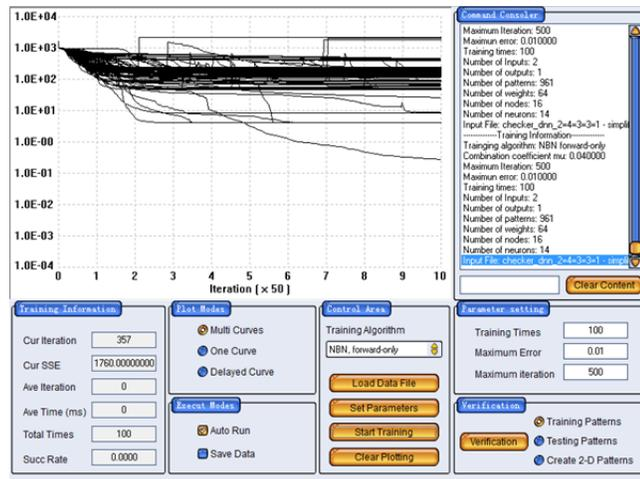 1.0E+04
1.0E+03
1.0E+02
1.0E+01
1.0E-00
1.0E-01
1.0E-02
1.0E-03
1.0E-04
0 1 2 3 4 5 6 7 8 9 10
Iteration ( x 50 )
Command Consoler
Maximum Iteration: 500
Maximun error: 0.010000
Training times: 100
Number of Inputs: 2
Number of outputs: 1
Number of patterns: 961
Number of weights: 64
Number of nodes: 16
Number of neurons: 14
Input File: checker_dnn_2=4=3=3=1 - simplif
---------------Training Information---------------
Trainging algorithm: NBN forward-only
Combination coefficient mu: 0.040000
Maximum Iteration: 500
Maximun error: 0.010000
Training times: 100
Number of Inputs: 2
Number of outputs: 1
Number of patterns: 961
Number of weights: 64
Number of nodes: 16
Number of neurons: 14
Input File: checker_dnn_2=4=3=3=1 - simpli
Clear Content
Training Information
Cur Iteration 357
Cur SSE 1760.00000000
Ave Iteration 0
Ave Time (ms) 0
Total Times 100
Succ Rate 0.0000
Plot Modes
Multi Curves
One Curve
Delayed Curve
Execut Modes
Auto Run
Save Data
Control Area
Training Algorithm
NBN, forward-only
Load Data File
Set Parameters
Start Training
Clear Plotting
Parameter setting
Training Times 100
Maximum Error 0.01
Maximum iteration 500
Verification
Verification
Training Patterns
Testing Patterns
Create 2-D Patterns